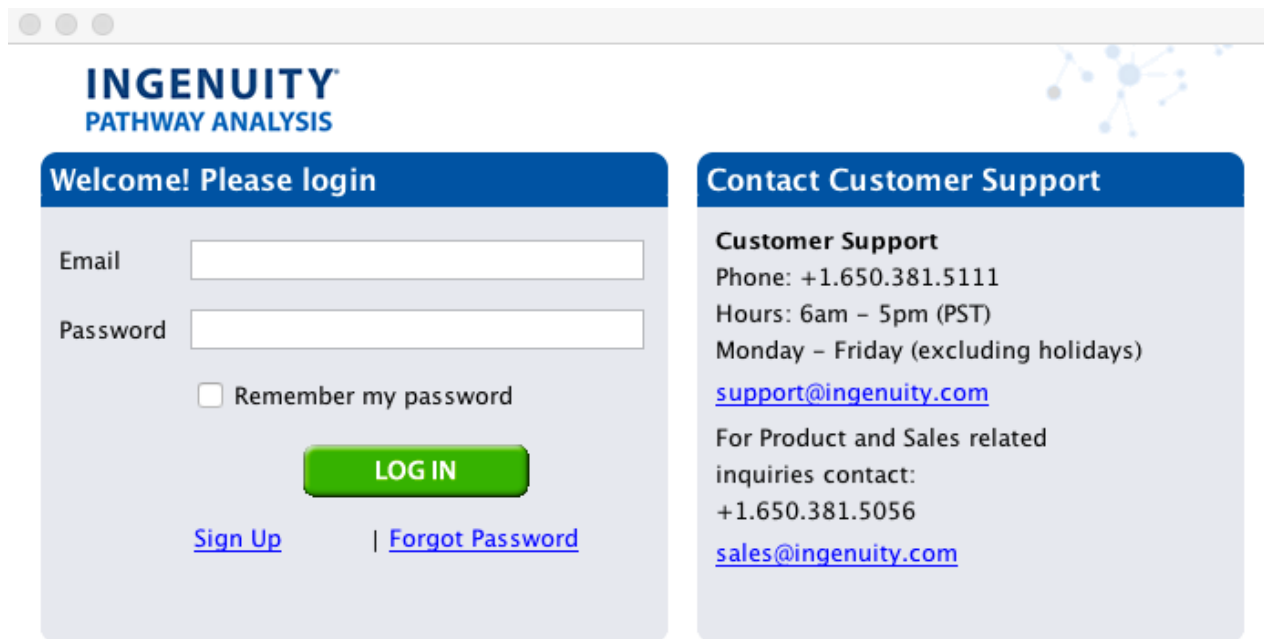 INGENUITY
PATHWAY ANALYSIS
Welcome! Please login
Email
Password
Remember my password
LOG IN
Sign Up | Forgot Password
Contact Customer Support
Customer Support
Phone: +1.650.381.5111
Hours: 6am – 5pm (PST)
Monday – Friday (excluding holidays)
support@ingenuity.com
For Product and Sales related
inquiries contact:
+1.650.381.5056
sales@ingenuity.com